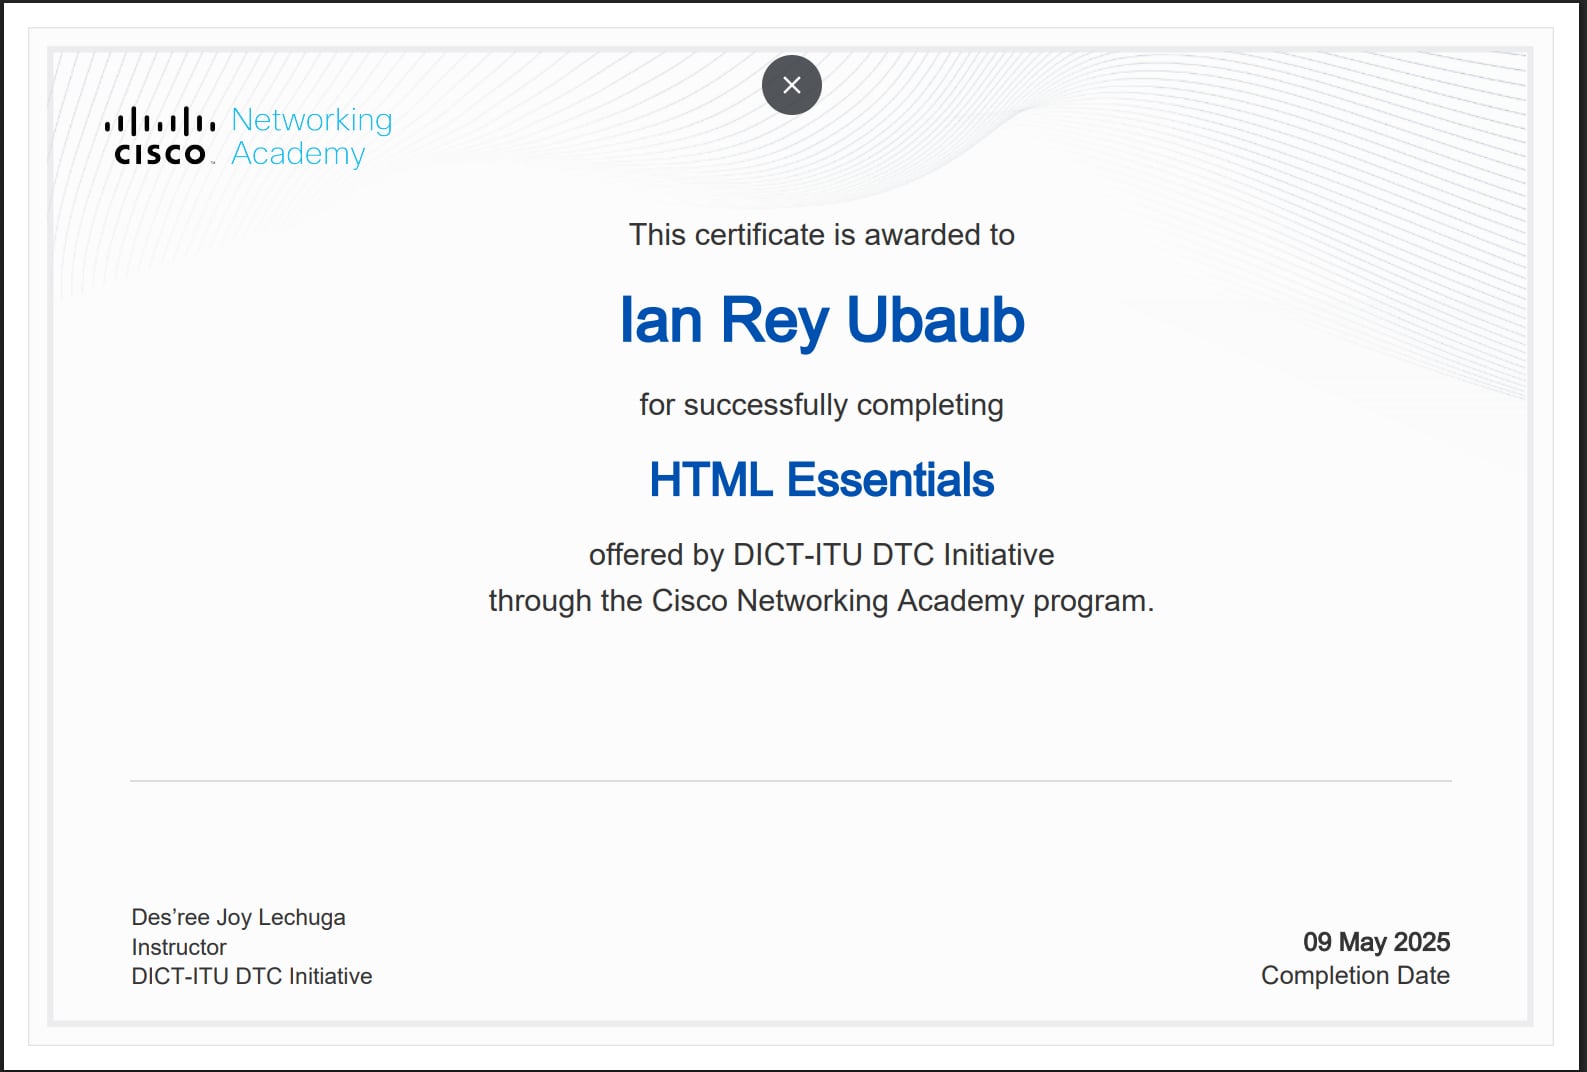 CISCO
Networking
Academy
This certificate is awarded to
Ian Rey Ubaub
for successfully completing
HTML Essentials
offered by DICT-ITU DTC Initiative
through the Cisco Networking Academy program.
Des’ree Joy Lechuga
Instructor
DICT-ITU DTC Initiative
09 May 2025
Completion Date